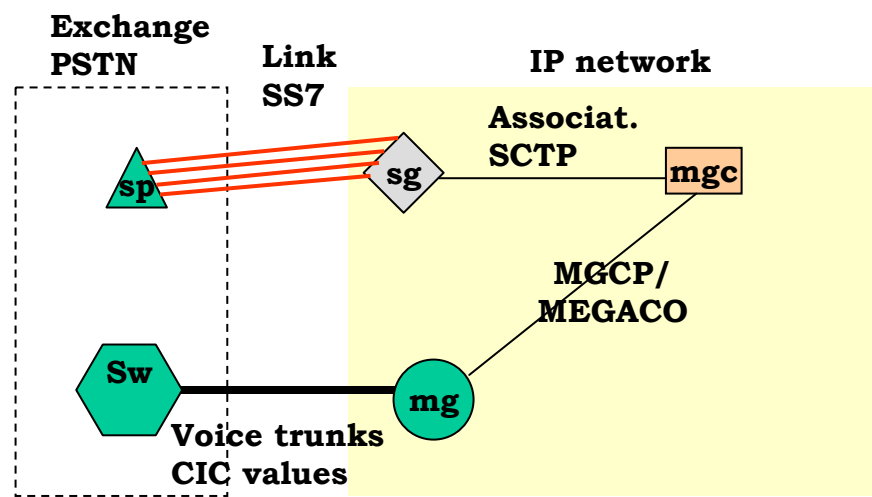 Exchange
PSTN
Link
SS7
IP network
Associat.
SCTP
sp
sg
mgc
MGCP/
MEGACO
Sw
mg
Voice trunks
CIC values